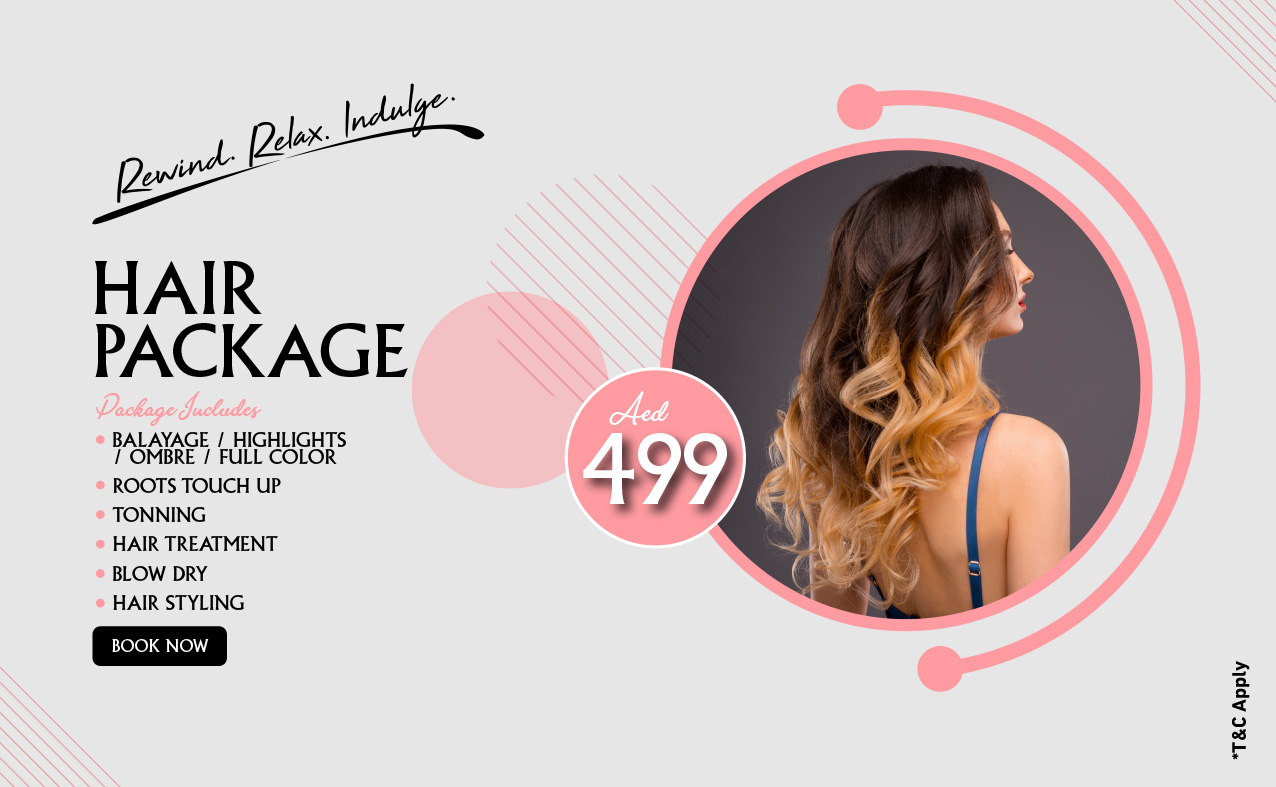 Rewind. Relax. Indulge.
HAIR
PACKAGE
Package Jucludes
BALAYAGE / HIGHLIGHTS
/ OMBRE / FULL COLOR
ROOTS TOUCH UP
TONNING
HAIR TREATMENT
BLOW DRY
HAIR STYLING
BOOK NOW
Aed
499
*T&C Apply